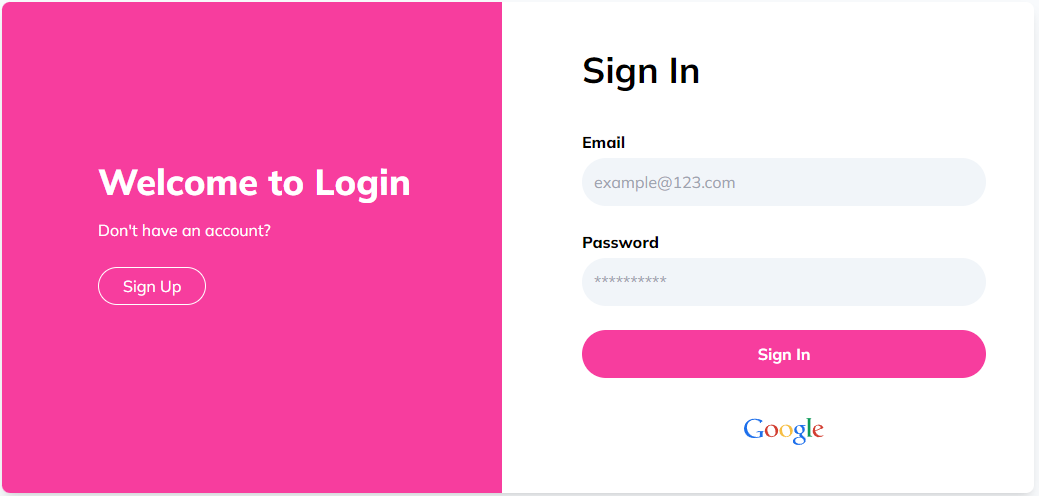 Welcome to Login
Don't have an account?
Sign Up
Sign In
Email
example@123.com
Password
**********
Sign In
Google